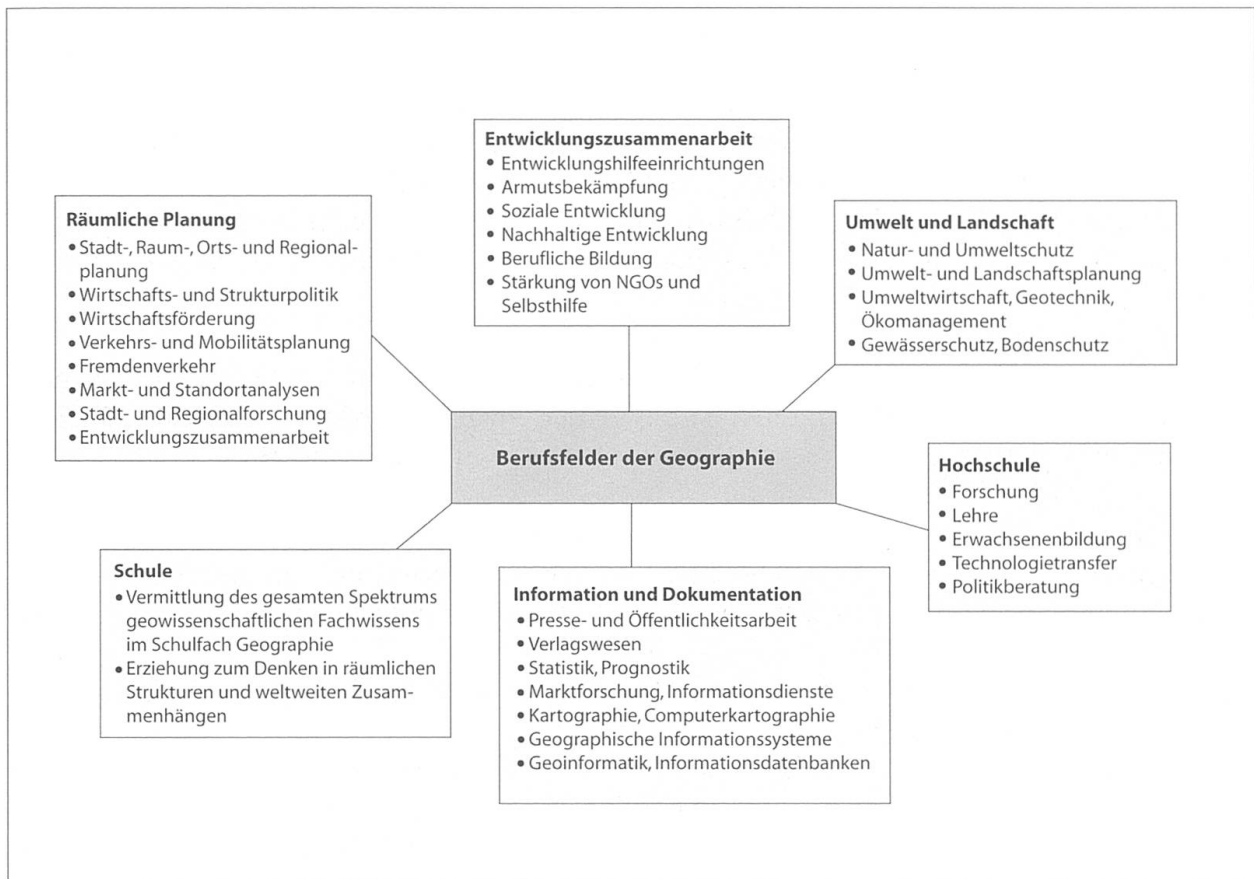 Entwicklungszusammenarbeit
• Entwicklungshilfeeinrichtungen
• Armutsbekämpfung
• Soziale Entwicklung
• Nachhaltige Entwicklung
• Berufliche Bildung
• Stärkung von NGOs und
Selbsthilfe
Räumliche Planung
• Stadt-, Raum-, Orts- und Regional-
planung
• Wirtschafts- und Strukturpolitik
• Wirtschaftsförderung
• Verkehrs- und Mobilitätsplanung
• Fremdenverkehr
• Markt- und Standortanalysen
• Stadt- und Regionalforschung
• Entwicklungszusammenarbeit
Umwelt und Landschaft
• Natur- und Umweltschutz
• Umwelt- und Landschaftsplanung
• Umweltwirtschaft, Geotechnik,
Ökomanagement
• Gewässerschutz, Bodenschutz
Berufsfelder der Geographie
Hochschule
• Forschung
• Lehre
• Erwachsenenbildung
• Technologietransfer
• Politikberatung
Schule
• Vermittlung des gesamten Spektrums
geowissenschaftlichen Fachwissens
im Schulfach Geographie
• Erziehung zum Denken in räumlichen
Strukturen und weltweiten Zusam-
menhängen
Information und Dokumentation
• Presse- und Öffentlichkeitsarbeit
• Verlagswesen
• Statistik, Prognostik
• Marktforschung, Informationsdienste
• Kartographie, Computerkartographie
• Geographische Informationssysteme
• Geoinformatik, Informationsdatenbanken